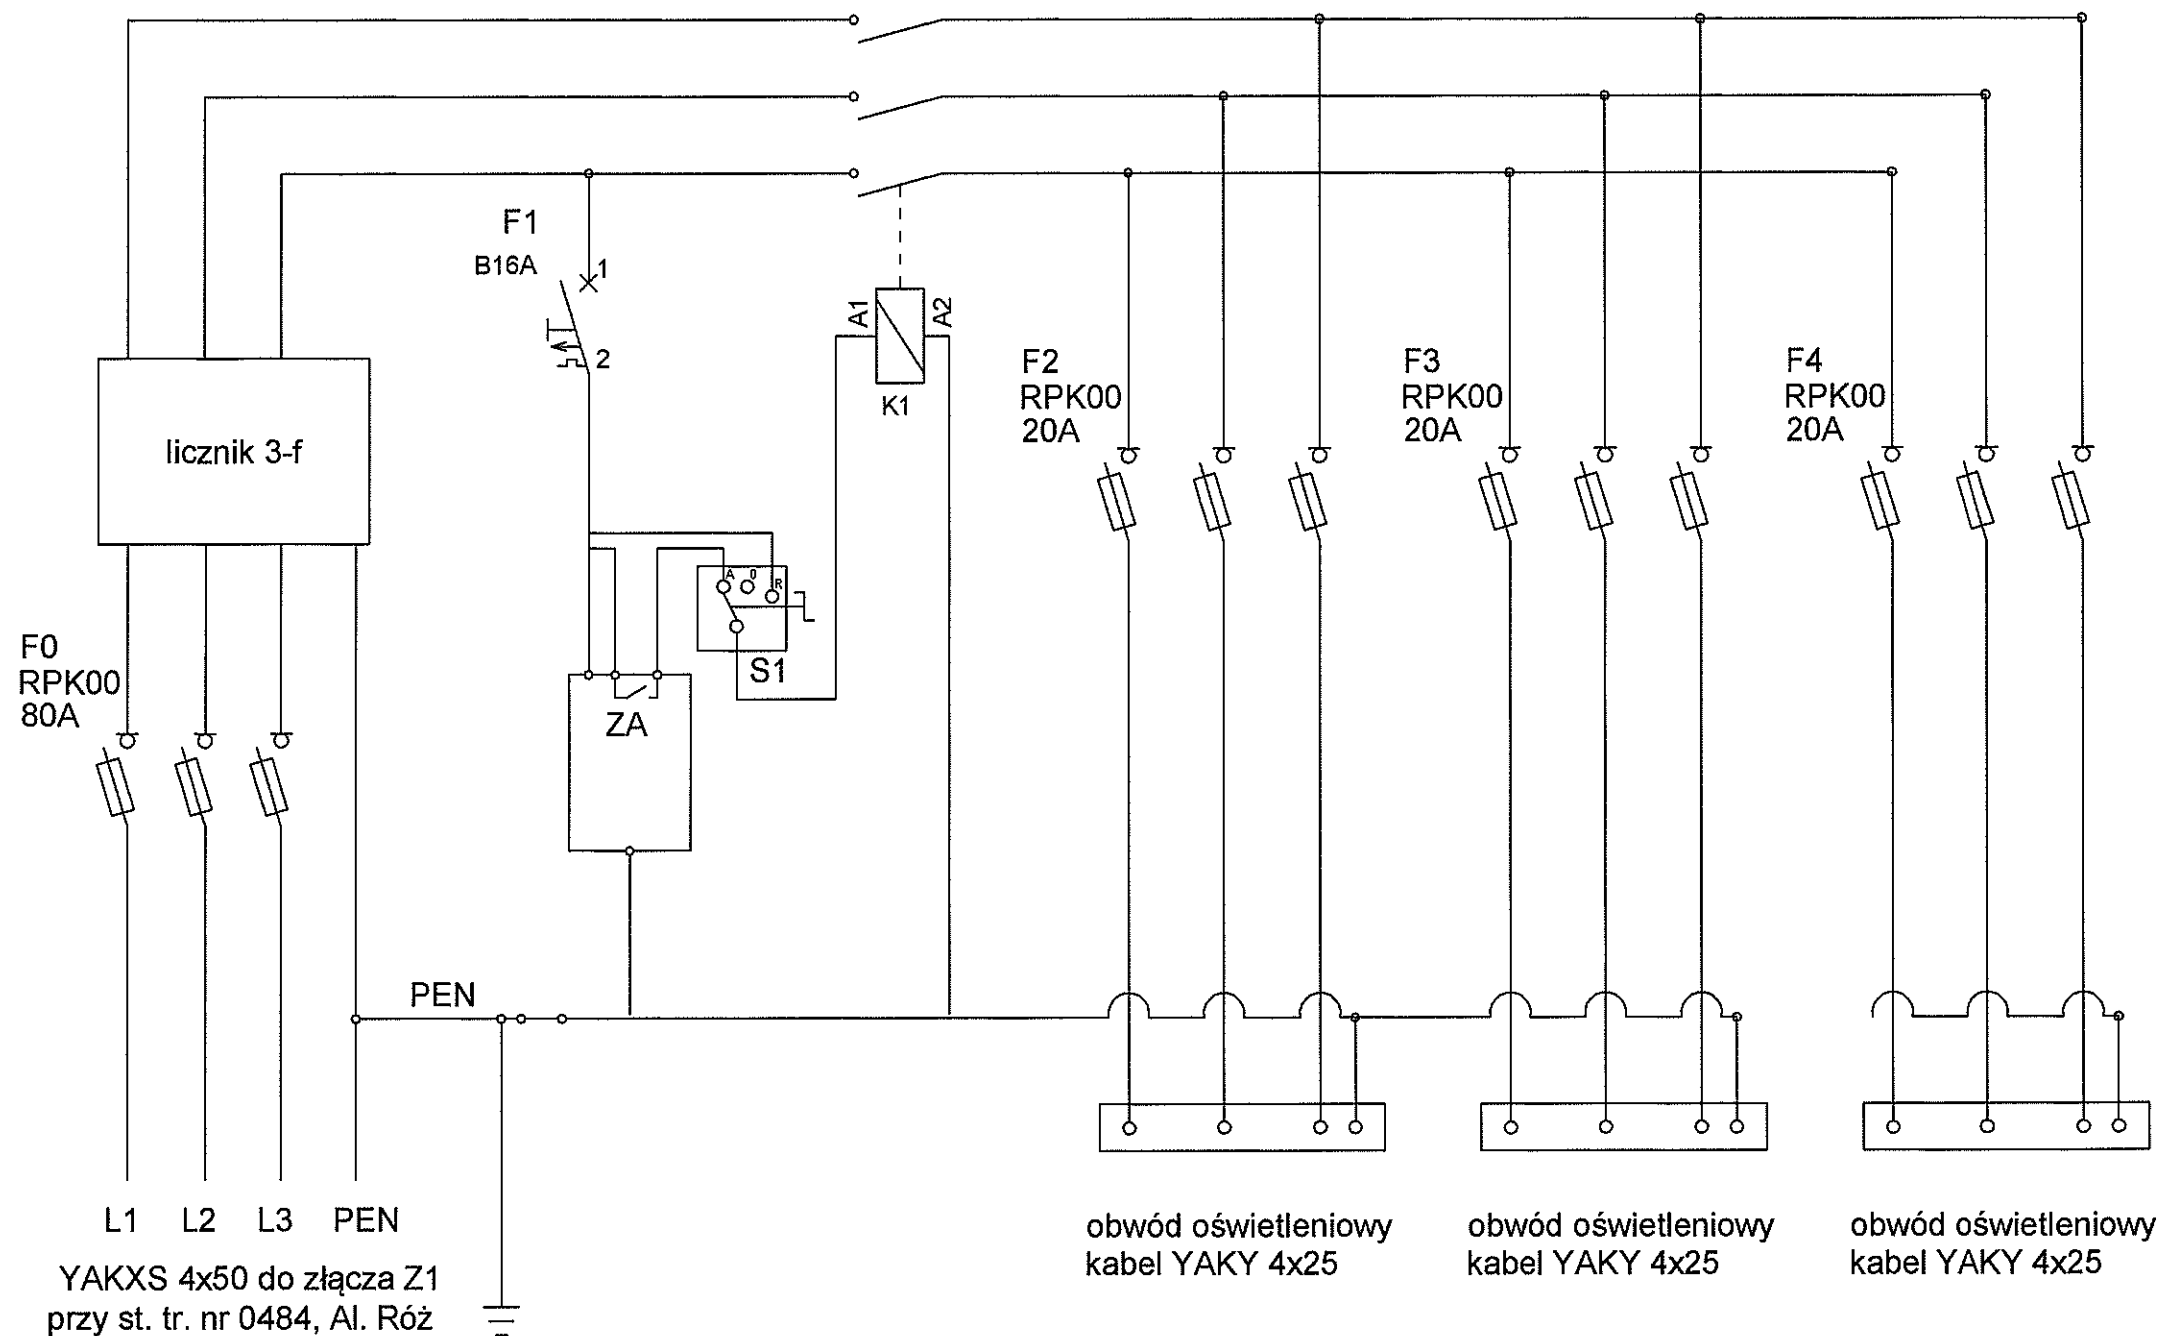 F1
B16A
1
2
A1
A2
K1
licznik 3-f
F2
RPK00
20A
F3
RPK00
20A
F4
RPK00
20A
A 0 R
S1
ZA
F0
RPK00
80A
PEN
L1 L2 L3 PEN
YAKXS 4x50 do złącza Z1
przy st. tr. nr 0484, Al. Róż
obwód oświetleniowy
kabel YAKY 4x25
obwód oświetleniowy
kabel YAKY 4x25
obwód oświetleniowy
kabel YAKY 4x25